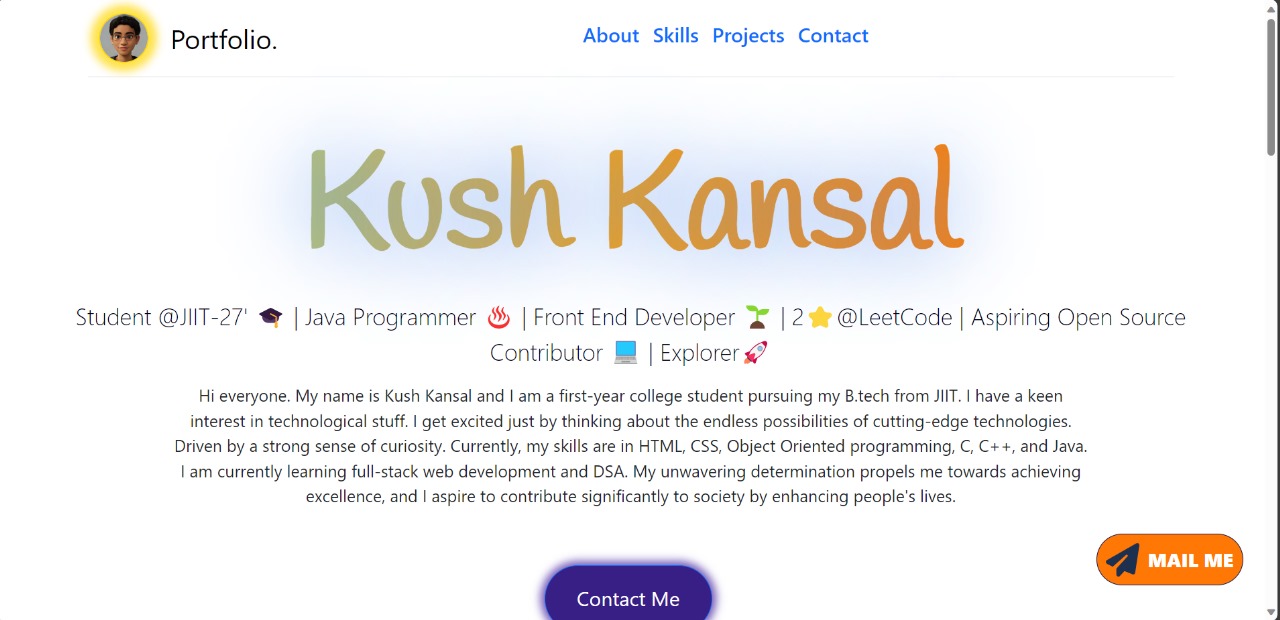 Portfolio.
About Skills Projects Contact
Kush Kansal
Student @JIIT-27' 🎓 | Java Programmer ♨️ | Front End Developer 🌱 | 2⭐@LeetCode | Aspiring Open Source
Contributor 💻 | Explorer🚀
Hi everyone. My name is Kush Kansal and I am a first-year college student pursuing my B.tech from JIIT. I have a keen
interest in technological stuff. I get excited just by thinking about the endless possibilities of cutting-edge technologies.
Driven by a strong sense of curiosity. Currently, my skills are in HTML, CSS, Object Oriented programming, C, C++, and Java.
I am currently learning full-stack web development and DSA. My unwavering determination propels me towards achieving
excellence, and I aspire to contribute significantly to society by enhancing people's lives.
MAIL ME
Contact Me